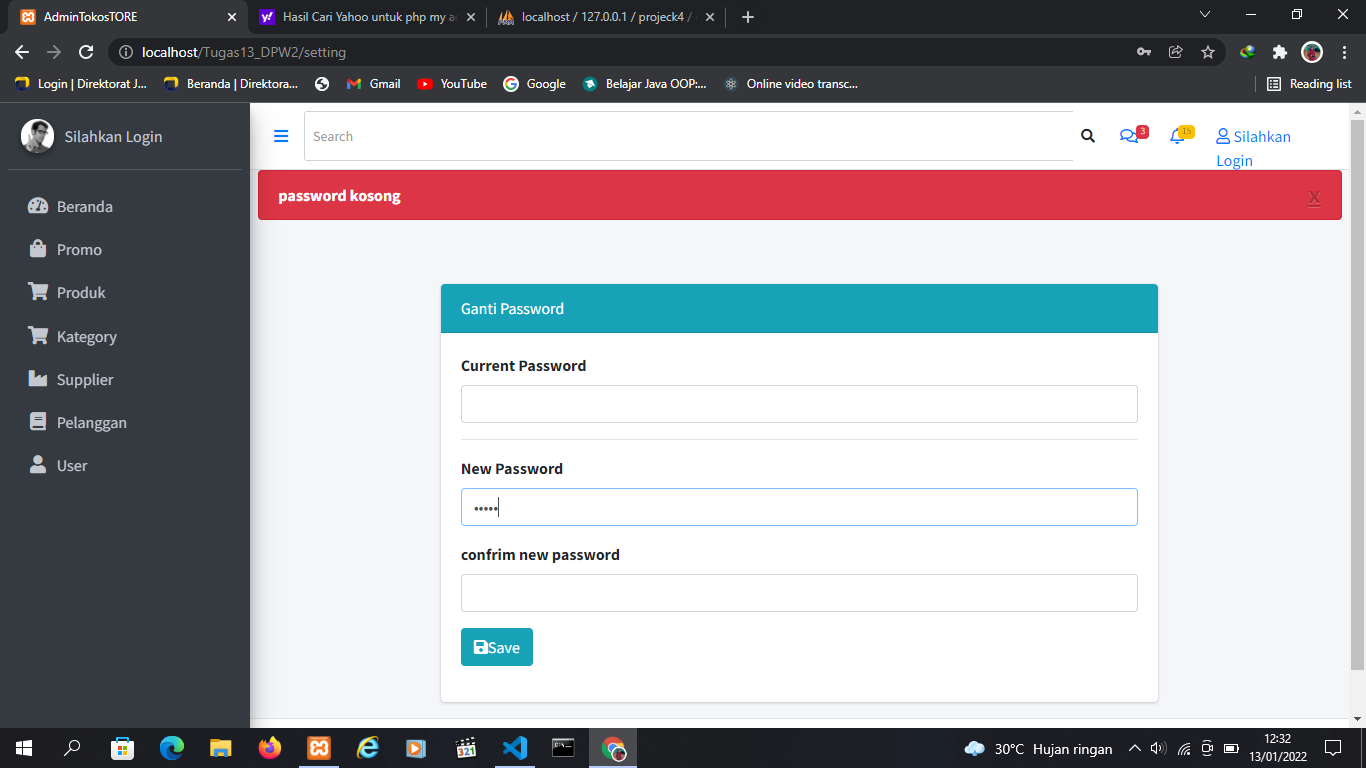 AdminTokosTORE
Hasil Cari Yahoo untuk php my a
localhost / 127.0.0.1 / projeck4 /
localhost/Tugas13_DPW2/setting
Login | Direktorat J...
Beranda | Direktora...
Gmail
YouTube
Google
Belajar Java OOP:...
Online video transc...
Reading list
Silahkan Login
Search
3
15
Silahkan
Login
password kosong
X
Beranda
Promo
Produk
Kategory
Supplier
Pelanggan
User
Ganti Password
Current Password
New Password
confrim new password
Save
321
30°C Hujan ringan
12:32
13/01/2022